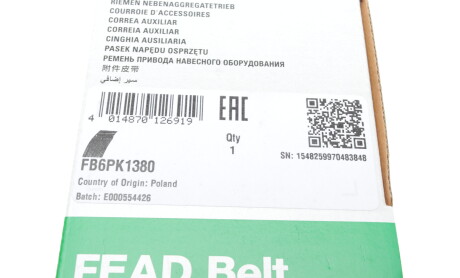 RIEMEN NEBENAGGREGATETRIEB
COURROIE D'ACCESSOIRES
CORREA AUXILIAR
CORREIA AUXILIAR
CINGHIA AUSILIARIA
PASEK NAPĘDU OSPRZĘTU
РЕМЕНЬ ПРИВОДА НАВЕСНОГО ОБОРУДОВАНИЯ
附件皮带
سير إضافي
4 014870 126919
EAC
Qty
1
SN: 1548259970483848
FB6PK1380
Country of Origin: Poland
Batch: E000554426
FEAD Belt